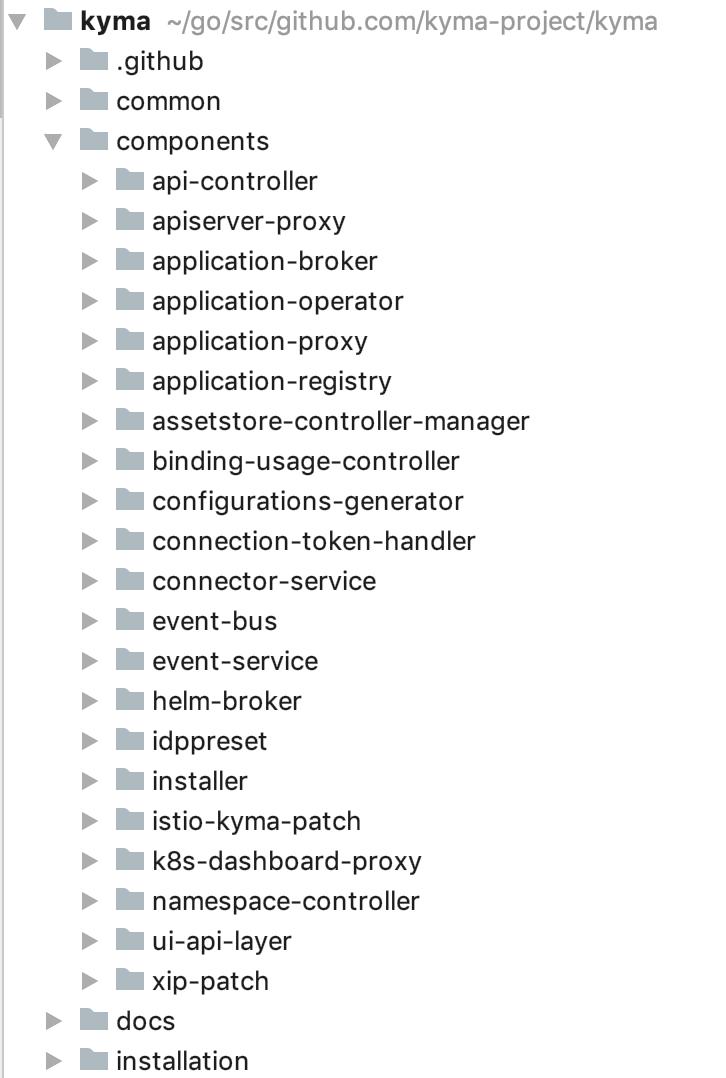 kyma ~/go/src/github.com/kyma-project/kyma
.github
common
components
api-controller
apiserver-proxy
application-broker
application-operator
application-proxy
application-registry
assetstore-controller-manager
binding-usage-controller
configurations-generator
connection-token-handler
connector-service
event-bus
event-service
helm-broker
idppreset
installer
istio-kyma-patch
k8s-dashboard-proxy
namespace-controller
ui-api-layer
xip-patch
docs
installation